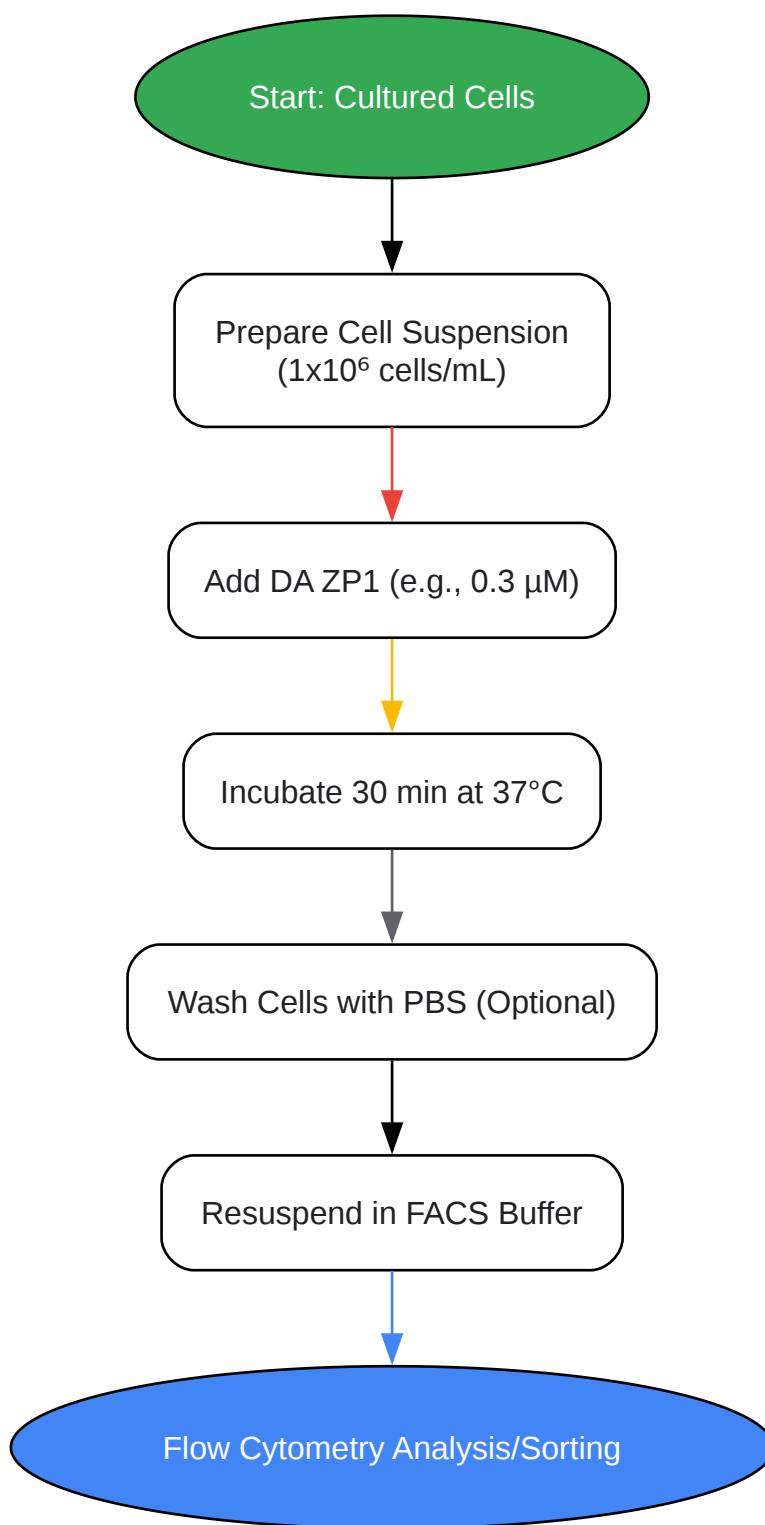 Start: Cultured Cells
Prepare Cell Suspension
(1x10⁶ cells/mL)
Add DA ZP1 (e.g., 0.3 µM)
Incubate 30 min at 37°C
Wash Cells with PBS (Optional)
Resuspend in FACS Buffer
Flow Cytometry Analysis/Sorting